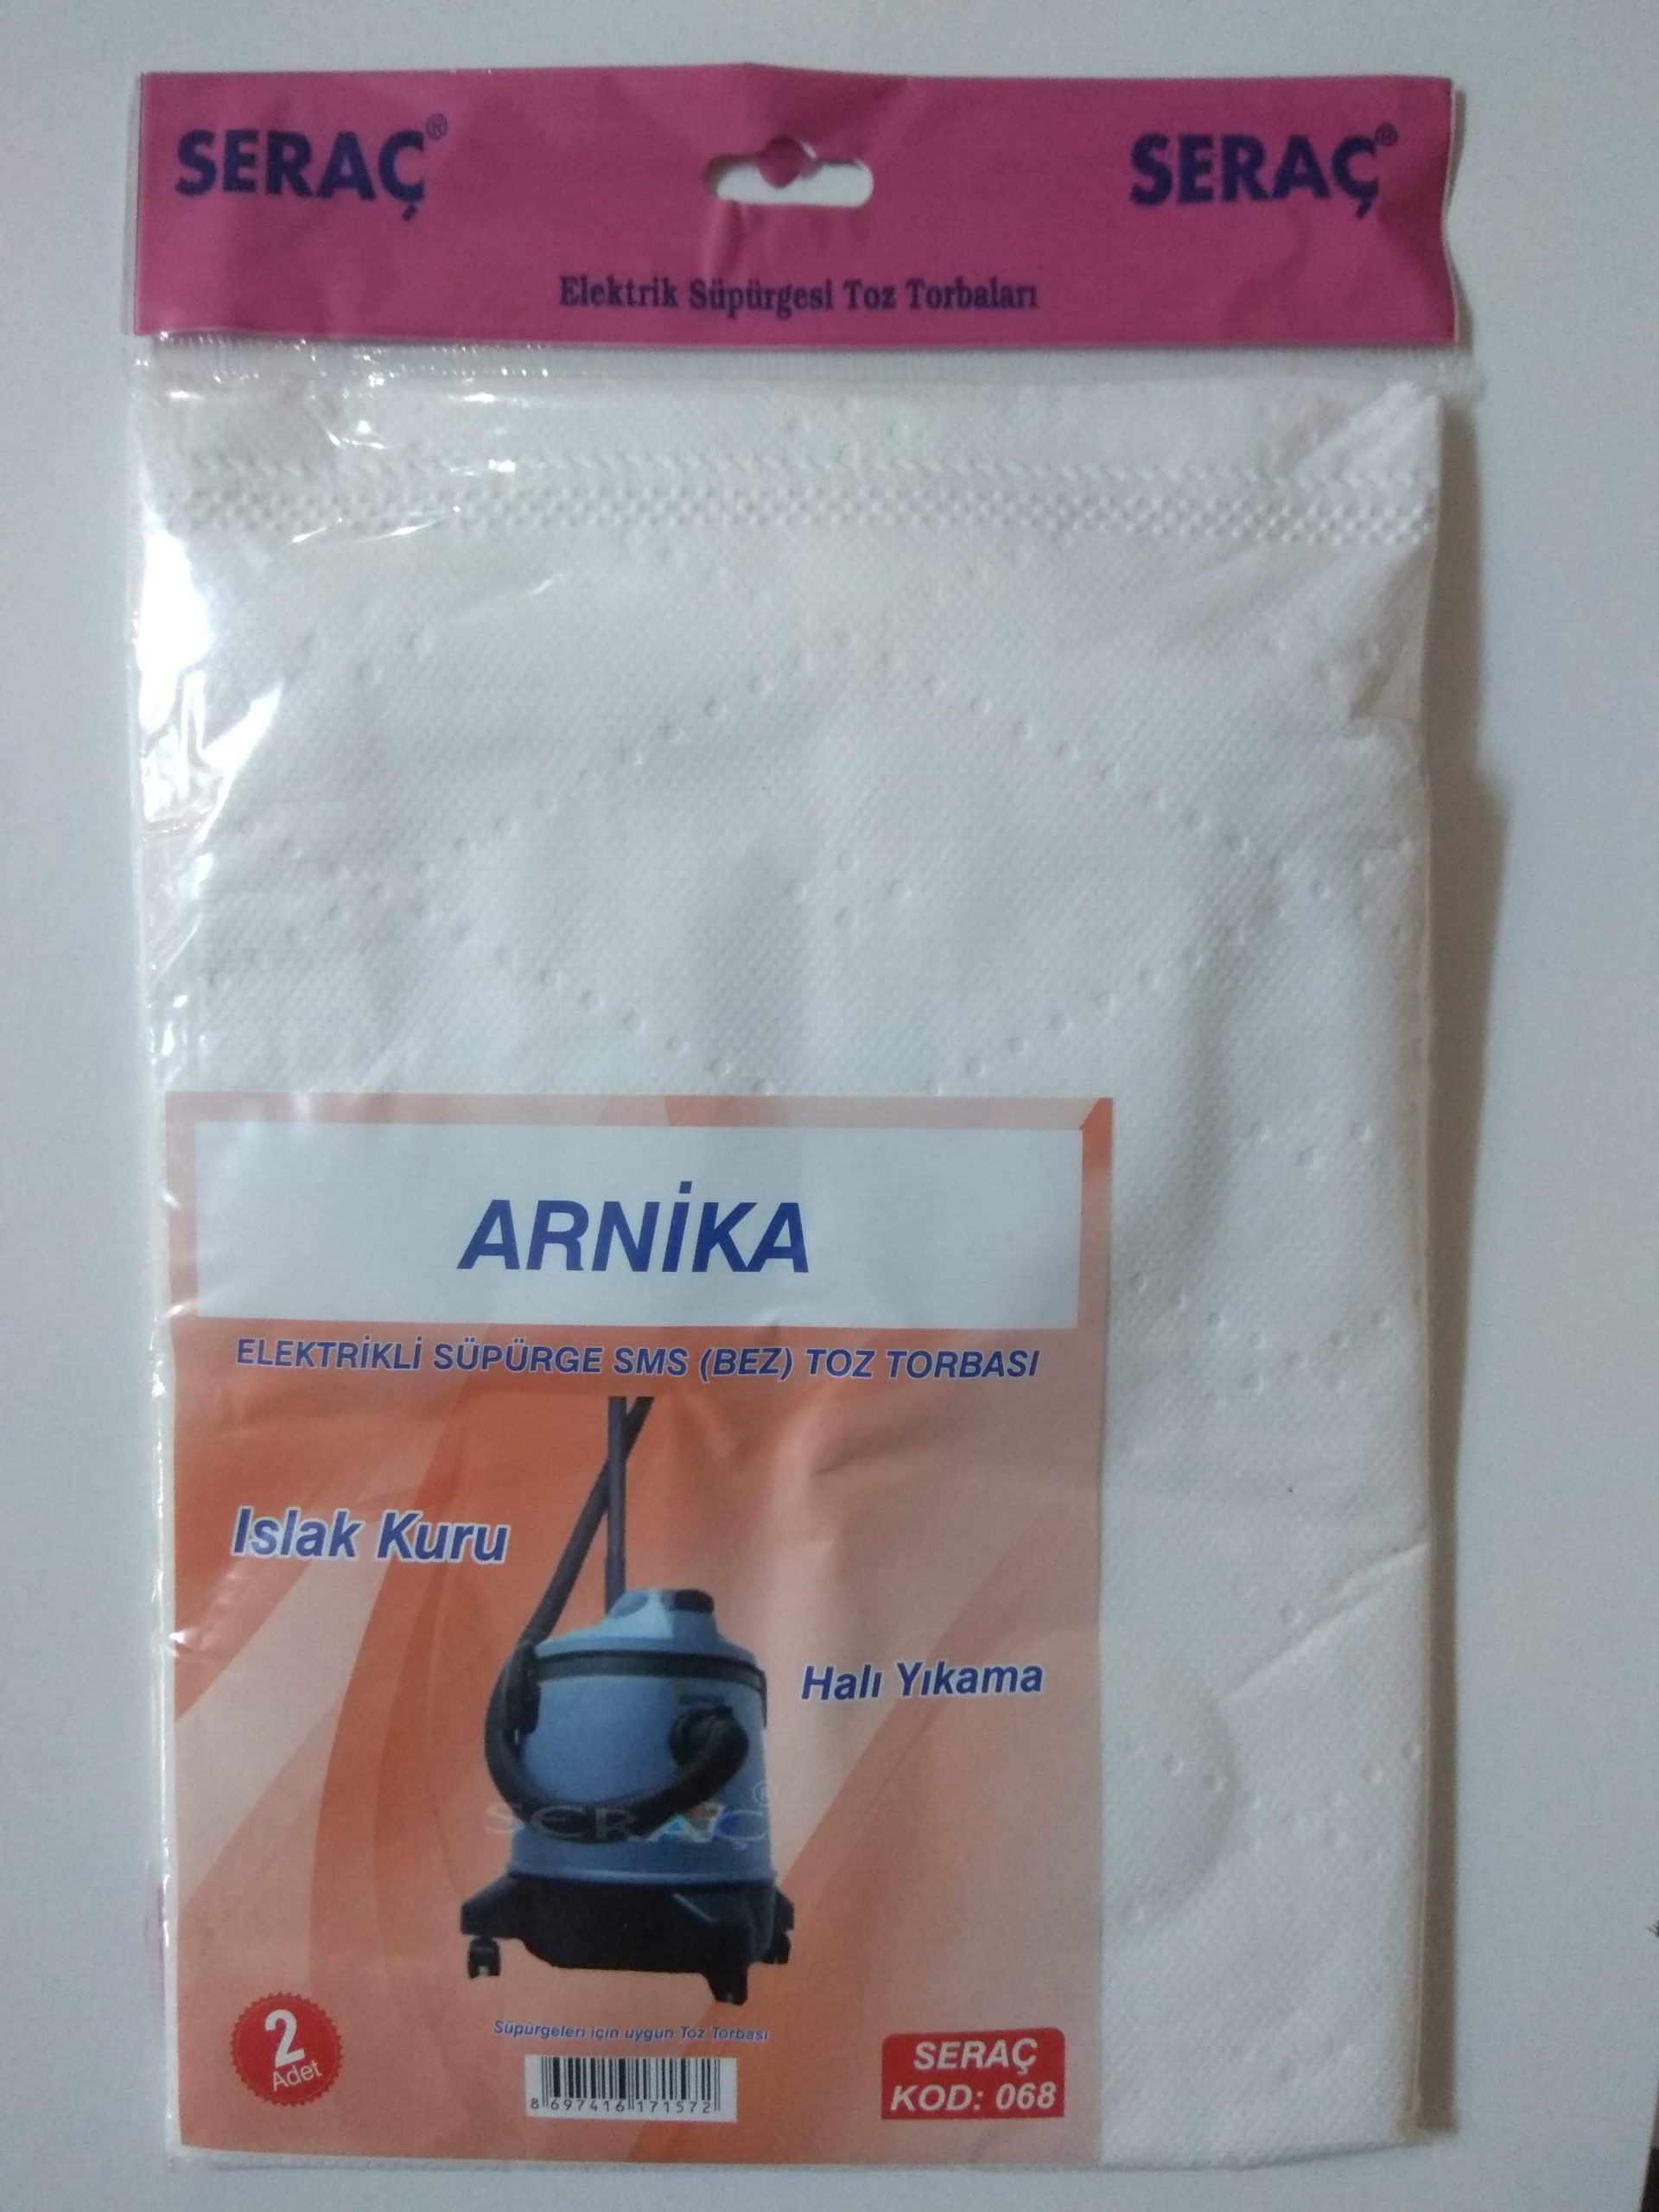 SERAÇ® SERAÇ®
Elektrik Süpürgesi Toz Torbaları
ARNİKA
ELEKTRİKLİ SÜPÜRGE SMS (BEZ) TOZ TORBASI
Islak Kuru
Halı Yıkama
SERAÇ®
2
Adet
Süpürgeleri için uygun Toz Torbası
8 697416 171572
SERAÇ
KOD: 068